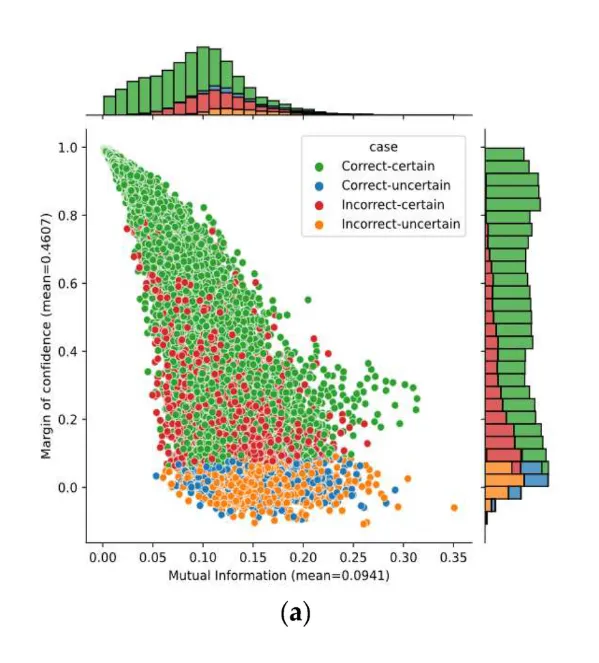 case
Correct-certain
Correct-uncertain
Incorrect-certain
Incorrect-uncertain
Margin of confidence (mean=0.4607)
1.0
0.8
0.6
0.4
0.2
0.0
0.00 0.05 0.10 0.15 0.20 0.25 0.30 0.35
Mutual Information (mean=0.0941)
(a)